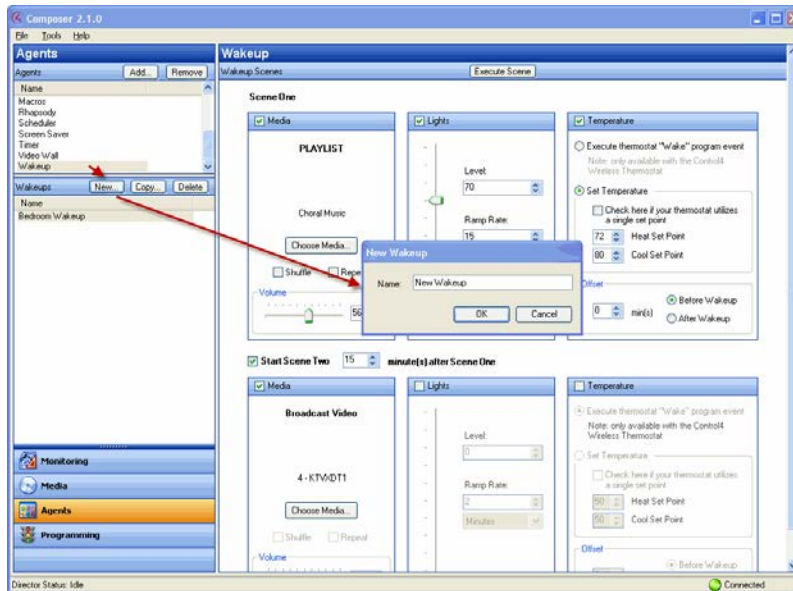 Composer 2.1.0
File Tools Help
Agents
Agents Add... Remove
Name
Macros
Rhapsody
Scheduler
Screen Saver
Timer
Video Wall
Wakeup
Wakeups New... Copy... Delete
Name
Bedroom Wakeup
Monitoring
Media
Agents
Programming
Wakeup
Wakeup Scenes Execute Scene
Scene One
Media
PLAYLIST
Choral Music
Choose Media...
Shuffle
Volume
56
Lights
Level:
70
Ramp Rate:
15
Temperature
Execute thermostat "Wake" program event
Note: only available with the Control4
Wireless Thermostat
Set Temperature
Check here if your thermostat utilizes
a single set point
72 Heat Set Point
80 Cool Set Point
Offset
0 min(s)
Before Wakeup
After Wakeup
New Wakeup
Name: New Wakeup
OK Cancel
Start Scene Two 15 minute(s) after Scene One
Media
Broadcast Video
4 - KTVXDT1
Choose Media...
Shuffle Repeat
Volume
Lights
Level:
0
Ramp Rate:
2
Minutes
Temperature
Execute thermostat "Wake" program event
Note: only available with the Control4
Wireless Thermostat
Set Temperature
Check here if your thermostat utilizes
a single set point
50 Heat Set Point
50 Cool Set Point
Offset
Before Wakeup
Director Status: Idle
Connected